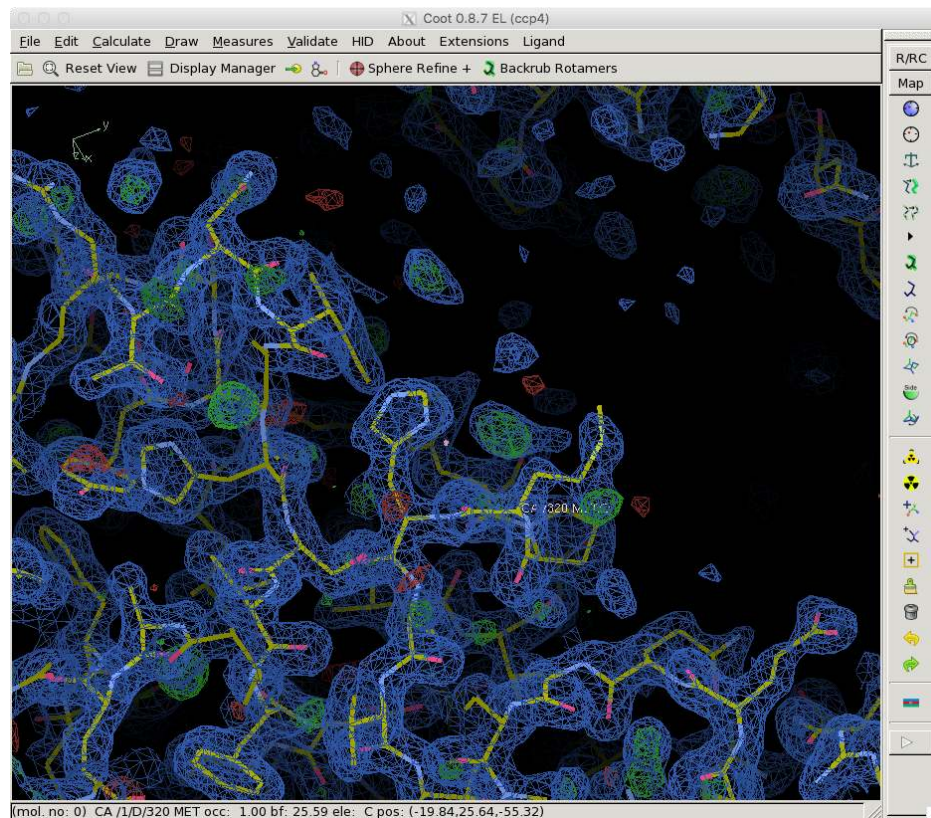 Coot 0.8.7 EL (ccp4)
File Edit Calculate Draw Measures Validate HID About Extensions Ligand
Reset View Display Manager Sphere Refine + Backrub Rotamers
R/RC
Map
y
z x
CA /320
Side
(mol. no: 0) CA /1/D/320 MET occ: 1.00 bf: 25.59 ele: C pos: (-19.84,25.64,-55.32)